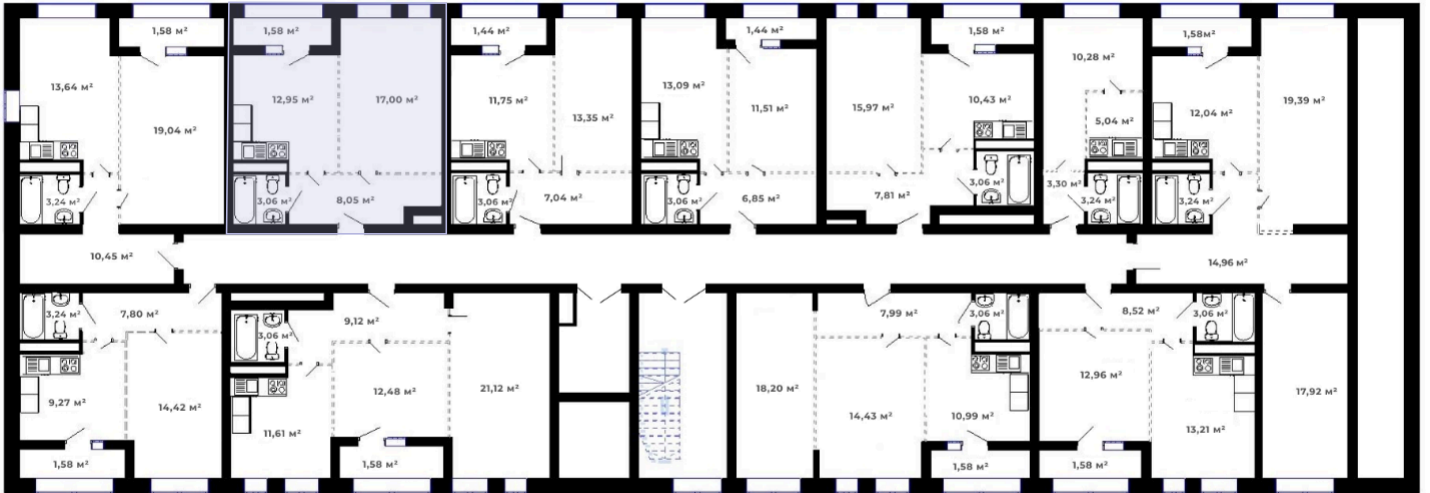 1,58 м²
1,58 м²
1,44 м²
1,44 м²
1,58 м²
1,58м²
13,64 м²
19,04 м²
12,95 м²
17,00 м²
11,75 м²
13,35 м²
13,09 м²
11,51 м²
15,97 м²
10,43 м²
10,28 м²
5,04 м²
12,04 м²
19,39 м²
3,24 м²
3,06 м²
8,05 м²
3,06 м²
7,04 м²
3,06 м²
6,85 м²
7,81 м²
3,06 м²
3,30 м²
3,24 м²
3,24 м²
10,45 м²
14,96 м²
3,24 м²
7,80 м²
3,06 м²
9,12 м²
7,99 м²
3,06 м²
8,52 м²
3,06 м²
9,27 м²
14,42 м²
11,61 м²
12,48 м²
21,12 м²
18,20 м²
14,43 м²
10,99 м²
12,96 м²
13,21 м²
17,92 м²
1,58 м²
1,58 м²
1,58 м²
1,58 м²